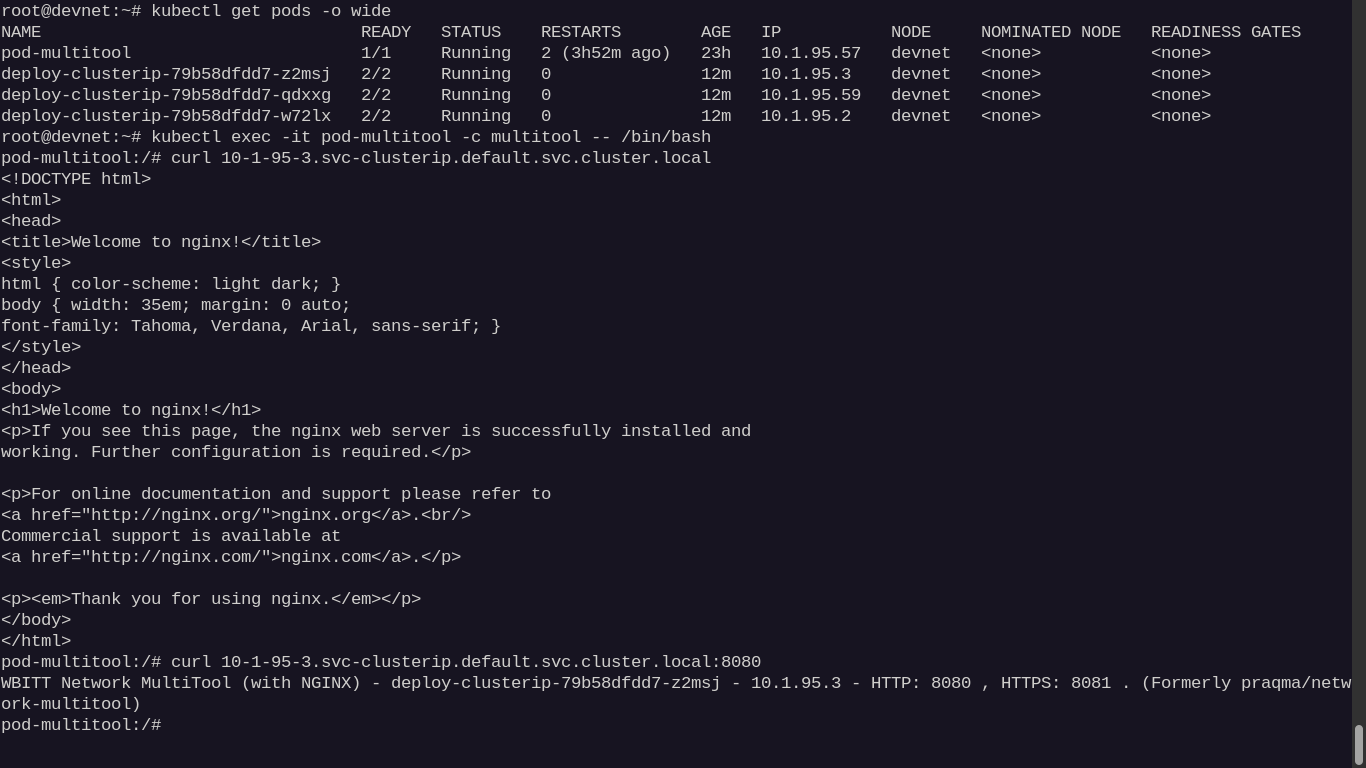 root@devnet:~# kubectl get pods -o wide
NAME                                READY   STATUS    RESTARTS        AGE   IP           NODE     NOMINATED NODE   READINESS GATES
pod-multitool                       1/1     Running   2 (3h52m ago)   23h   10.1.95.57   devnet   <none>           <none>
deploy-clusterip-79b58dfdd7-z2msj   2/2     Running   0               12m   10.1.95.3    devnet   <none>           <none>
deploy-clusterip-79b58dfdd7-qdxxg   2/2     Running   0               12m   10.1.95.59   devnet   <none>           <none>
deploy-clusterip-79b58dfdd7-w72lx   2/2     Running   0               12m   10.1.95.2    devnet   <none>           <none>
root@devnet:~# kubectl exec -it pod-multitool -c multitool -- /bin/bash
pod-multitool:/# curl 10-1-95-3.svc-clusterip.default.svc.cluster.local
<!DOCTYPE html>
<html>
<head>
<title>Welcome to nginx!</title>
<style>
html { color-scheme: light dark; }
body { width: 35em; margin: 0 auto;
font-family: Tahoma, Verdana, Arial, sans-serif; }
</style>
</head>
<body>
<h1>Welcome to nginx!</h1>
<p>If you see this page, the nginx web server is successfully installed and
working. Further configuration is required.</p>

<p>For online documentation and support please refer to
<a href="http://nginx.org/">nginx.org</a>.<br/>
Commercial support is available at
<a href="http://nginx.com/">nginx.com</a>.</p>

<p><em>Thank you for using nginx.</em></p>
</body>
</html>
pod-multitool:/# curl 10-1-95-3.svc-clusterip.default.svc.cluster.local:8080
WBITT Network MultiTool (with NGINX) - deploy-clusterip-79b58dfdd7-z2msj - 10.1.95.3 - HTTP: 8080 , HTTPS: 8081 . (Formerly praqma/netw
ork-multitool)
pod-multitool:/#